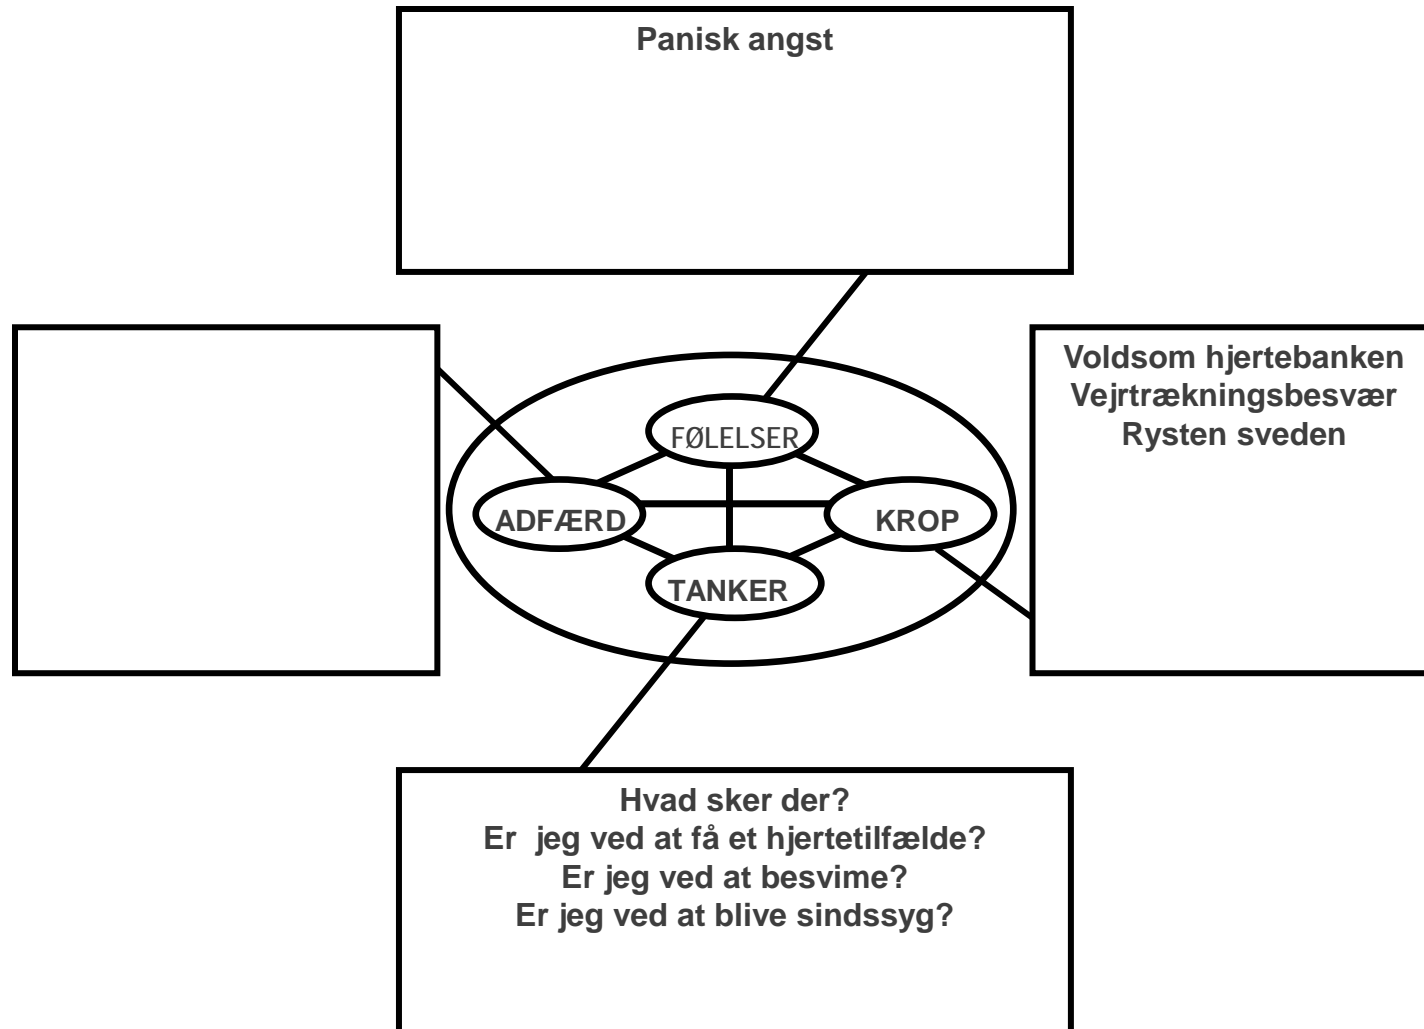 Panisk angst
Voldsom hjertebanken
Vejrtrækningsbesvær
Rysten sveden
FØLELSER
ADFÆRD
KROP
TANKER
Hvad sker der?
Er  jeg ved at få et hjertetilfælde?
Er jeg ved at besvime?
Er jeg ved at blive sindssyg?